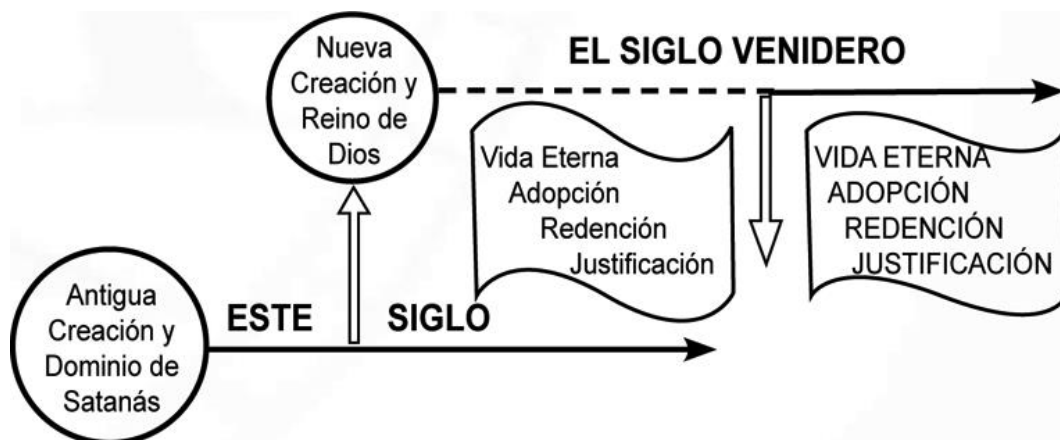 Nueva
Creación y
Reino de
Dios
EL SIGLO VENIDERO
Vida Eterna
Adopción
Redención
Justificación
VIDA ETERNA
ADOPCIÓN
REDENCIÓN
JUSTIFICACIÓN
Antigua
Creación y
Dominio de
Satanás
ESTE SIGLO